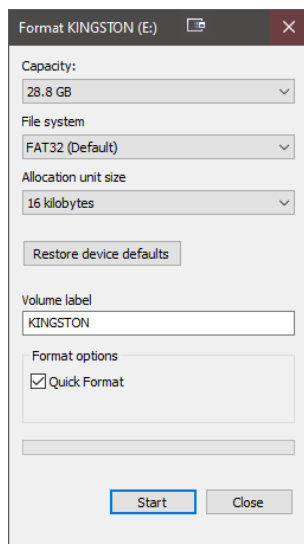 Format KINGSTON (E:)
Capacity:
28.8 GB
File system
FAT32 (Default)
Allocation unit size
16 kilobytes
Restore device defaults
Volume label
KINGSTON
Format options
Quick Format
Start
Close